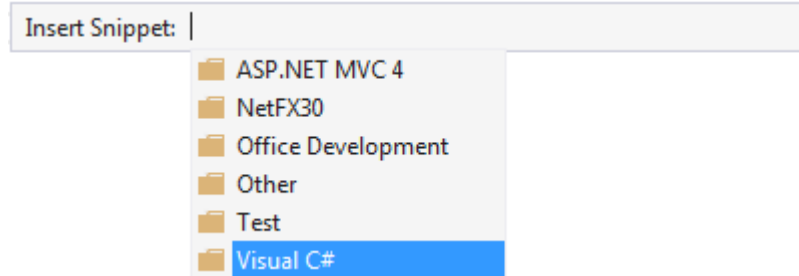 Insert Snippet:
ASP.NET MVC 4
NetFX30
Office Development
Other
Test
Visual C#